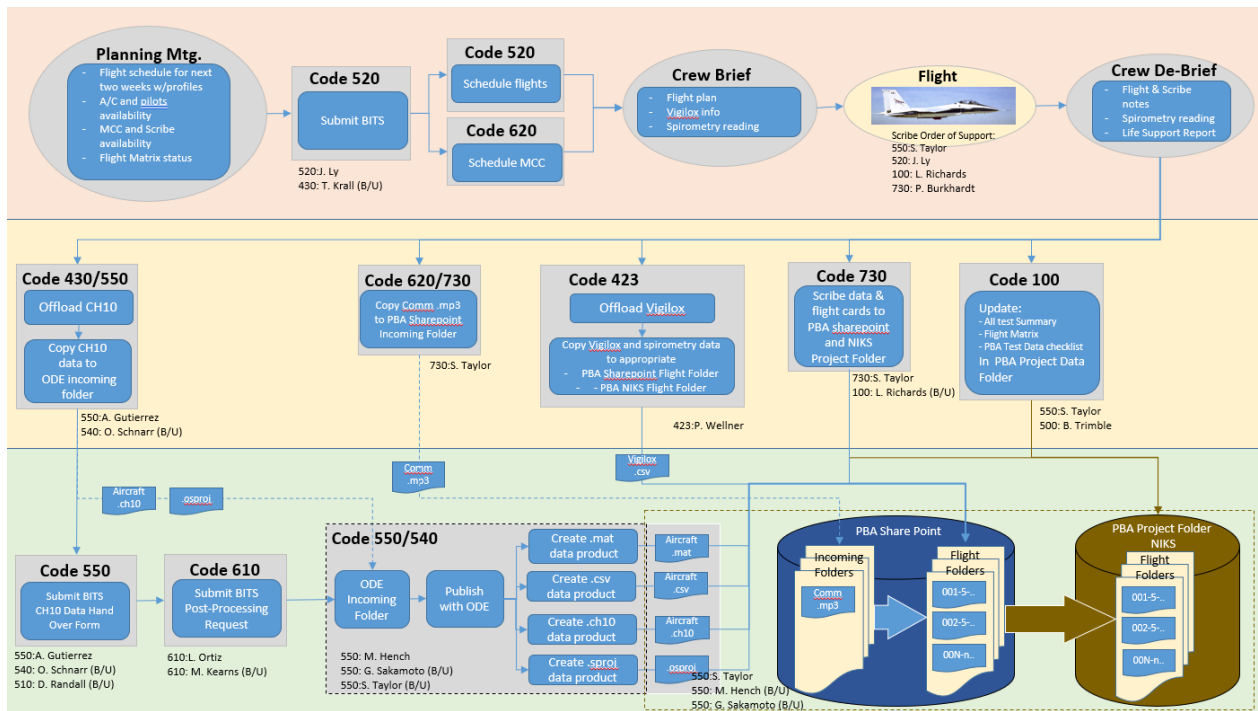 Planning Mtg.
- Flight schedule for next
two weeks w/profiles
- A/C and pilots
availability
- MCC and Scribe
availability
- Flight Matrix status
Code 520
Submit BITS
520:J. Ly
430: T. Krall (B/U)
Code 520
Schedule flights
Code 620
Schedule MCC
Crew Brief
- Flight plan
- Vigilox info
- Spirometry reading
Flight
Scribe Order of Support:
550:S. Taylor
520: J. Ly
100: L. Richards
730: P. Burkhardt
Crew De-Brief
- Flight & Scribe
notes
- Spirometry reading
- Life Support Report
Code 430/550
Offload CH10
Copy CH10
data to
ODE incoming
folder
550:A. Gutierrez
540: O. Schnarr (B/U)
Code 620/730
Copy Comm .mp3
to PBA Sharepoint
Incoming Folder
730:S. Taylor
Code 423
Offload Vigilox
Copy Vigilox and spirometry data
to appropriate
- PBA Sharepoint Flight Folder
- - PBA NIKS Flight Folder
423:P. Wellner
Code 730
Scribe data &
flight cards to
PBA sharepoint
and NIKS
Project Folder
730:S. Taylor
100: L. Richards (B/U)
Code 100
Update:
- All test Summary
- Flight Matrix
- PBA Test Data checklist
In PBA Project Data
Folder
550:S. Taylor
500: B. Trimble
Aircraft
.ch10
.osproj
Comm
.mp3
Vigilox
.csv
Code 550
Submit BITS
CH10 Data Hand
Over Form
550:A. Gutierrez
540: O. Schnarr (B/U)
510: D. Randall (B/U)
Code 610
Submit BITS
Post-Processing
Request
610:L. Ortiz
610: M. Kearns (B/U)
Code 550/540
ODE
Incoming
Folder
Publish
with ODE
550: M. Hench
550: G. Sakamoto (B/U)
550:S. Taylor (B/U)
Create .mat
data product
Create .csv
data product
Create .ch10
data product
Create .sproj
data product
Aircraft
.mat
Aircraft
.csv
Aircraft
.ch10
.osproj
550:S. Taylor
550: M. Hench (B/U)
550: G. Sakamoto (B/U)
PBA Share Point
Incoming
Folders
Comm
.mp3
Flight
Folders
001-5-..
002-5-..
00N-n..
PBA Project Folder
NIKS
Flight
Folders
001-5-..
002-5-..
00N-n..